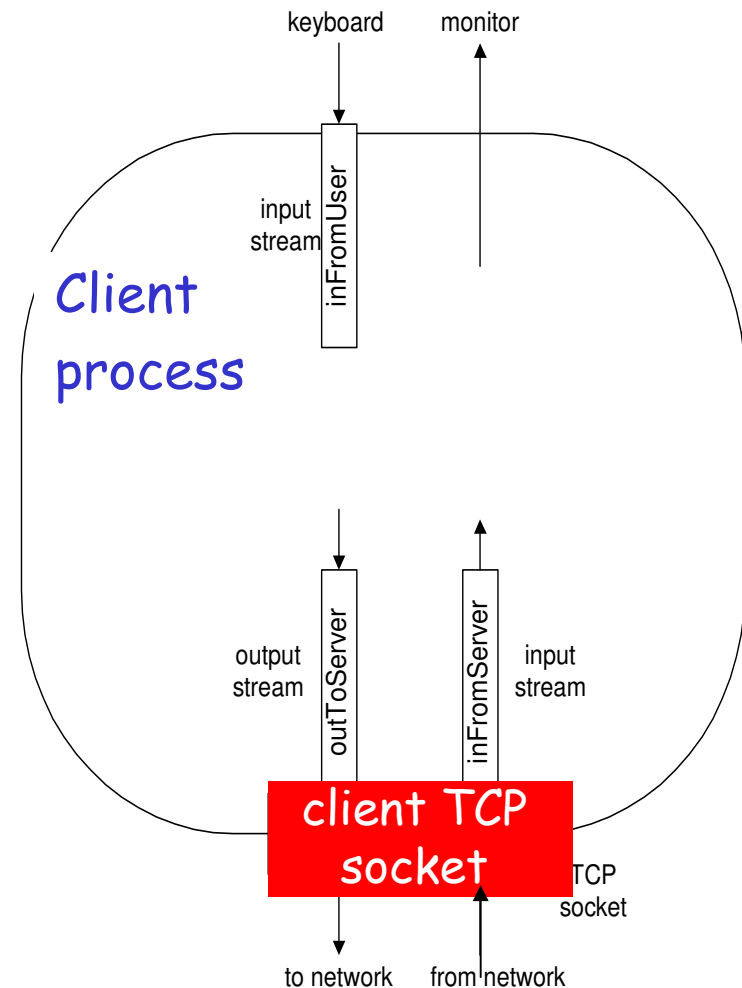 keyboard
monitor
input
stream
inFromUser
Client
process
output
stream
outToServer
inFromServer
input
stream
client TCP
socket
TCP
socket
to network
from network